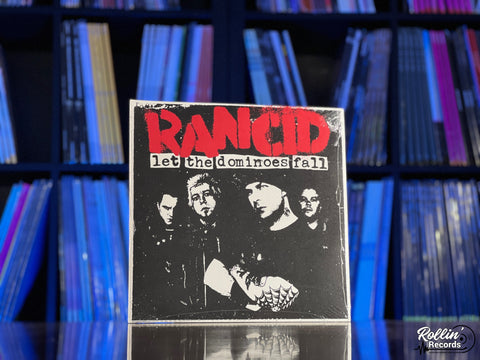 RANCID
let the dominoes fall
Rollin'
Records